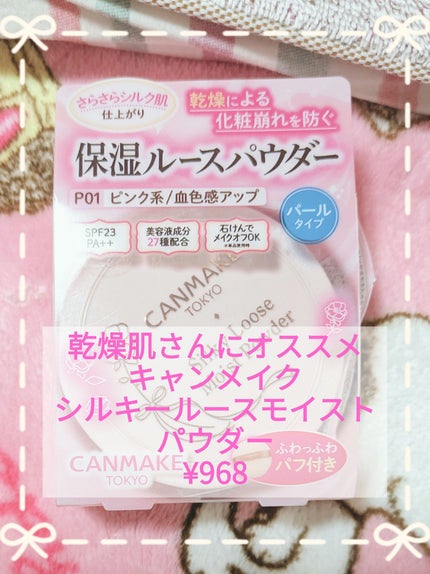 さらさらシルク肌
仕上がり
乾燥による
化粧崩れを防ぐ
保湿ルースパウダー
P01 ピンク系/血色感アップ
パール
タイプ
SPF23
PA++
美容液成分
27種配合
石けんで
メイクオフOK
CANMAKE
TOKYO
Silky Loose
Moist Powder
乾燥肌さんにオススメ
キャンメイク
シルキールースモイスト
パウダー
¥968
CANMAKE
TOKYO
ふわっふわ
パフ付き